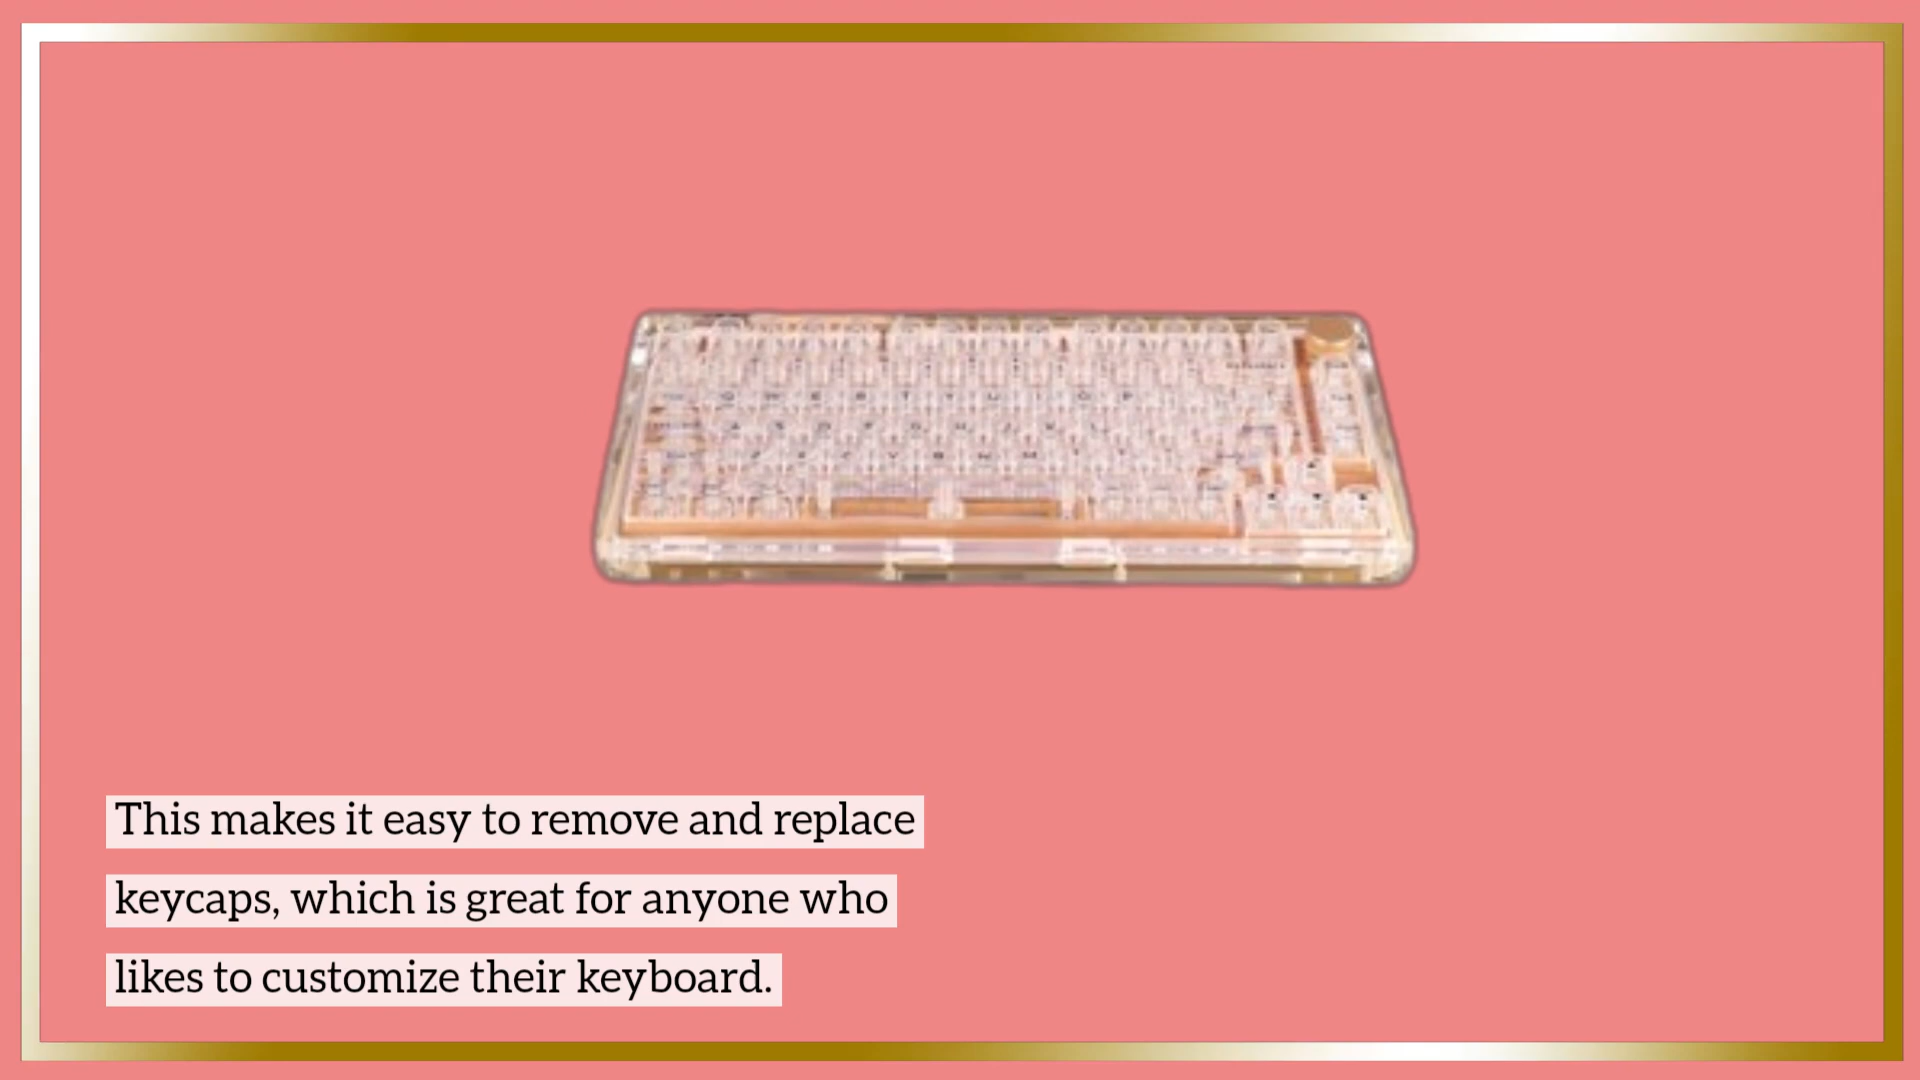 Q W E R T Y U I O P
This makes it easy to remove and replace
keycaps, which is great for anyone who
likes to customize their keyboard.